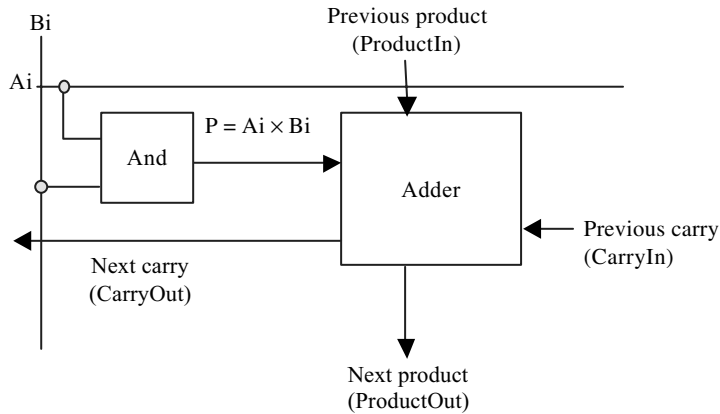 Bi
Previous product
(ProductIn)
Ai
P = Ai × Bi
And
Adder
Previous carry
(CarryIn)
Next carry
(CarryOut)
Next product
(ProductOut)